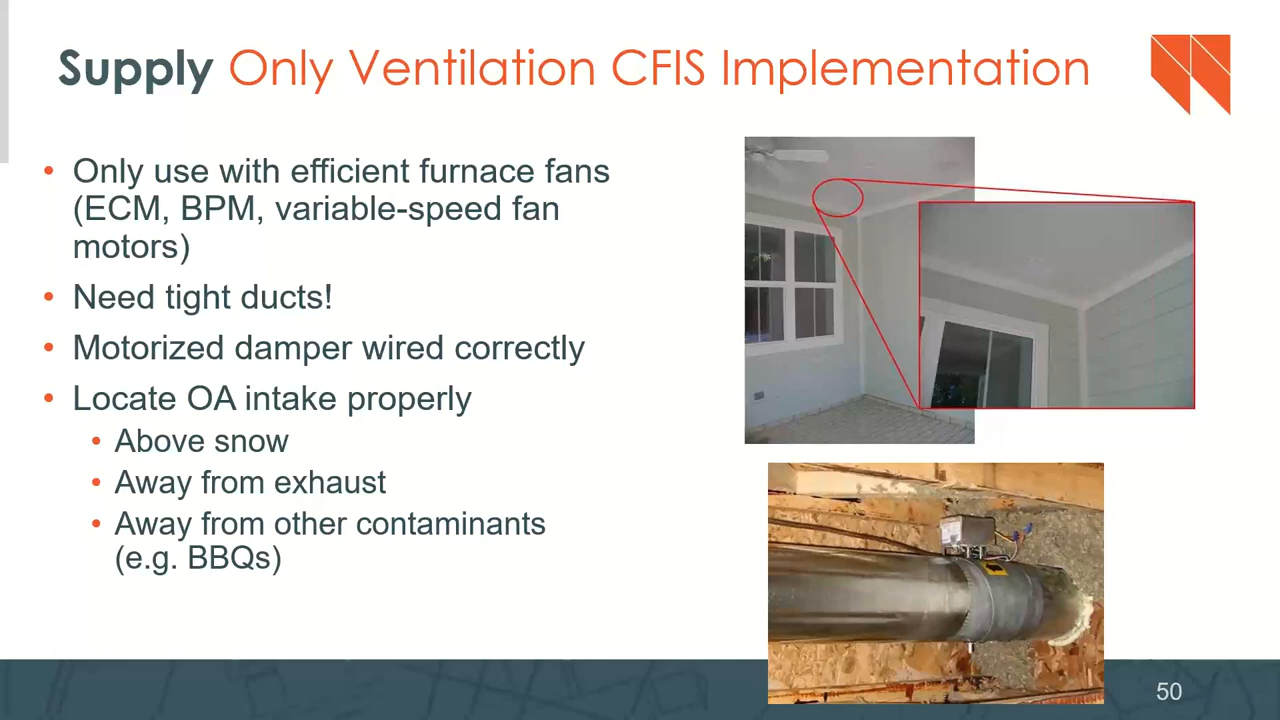 Supply Only Ventilation CFIS Implementation
• Only use with efficient furnace fans
(ECM, BPM, variable-speed fan
motors)
• Need tight ducts!
• Motorized damper wired correctly
• Locate OA intake properly
• Above snow
• Away from exhaust
• Away from other contaminants
(e.g. BBQs)
50